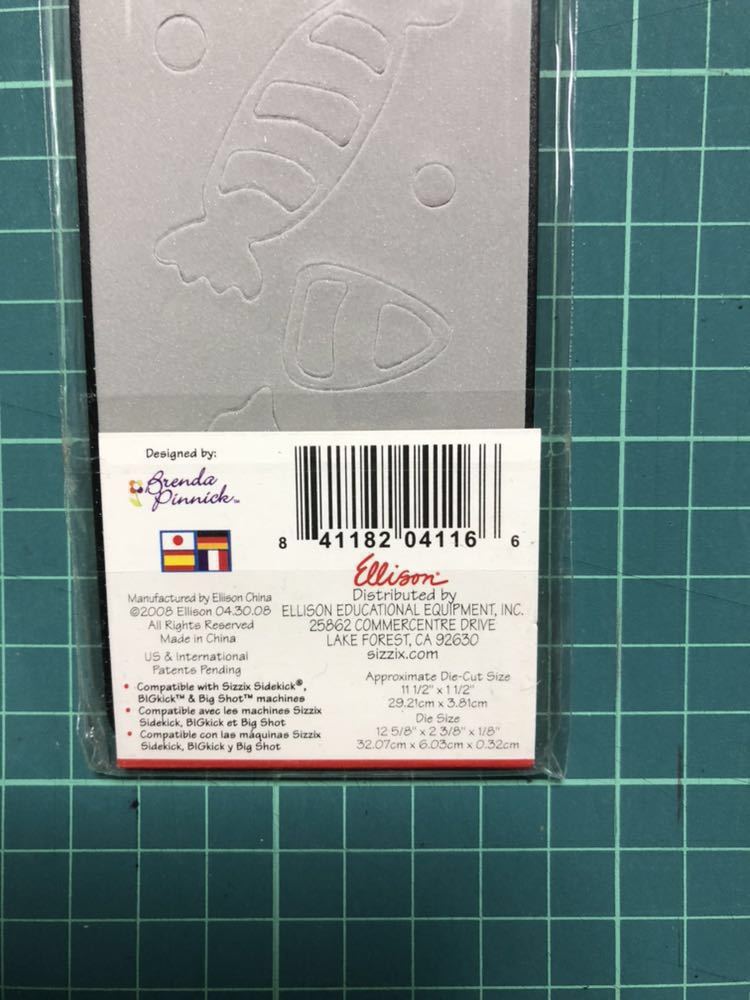 Designed by:
Brenda
Pinnick™
8 41182 04116 6
Ellison
Distributed by
ELLISON EDUCATIONAL EQUIPMENT, INC.
25862 COMMERCENTRE DRIVE
LAKE FOREST, CA 92630
sizzix.com
Manufactured by Ellison China
©2008 Ellison 04.30.08
All Rights Reserved
Made in China
US & International
Patents Pending
• Compatible with Sizzix Sidekick®,
BIGkick™ & Big Shot™ machines
• Compatible avec les machines Sizzix
Sidekick, BIGkick et Big Shot
• Compatible con las máquinas Sizzix
Sidekick, BIGkick y Big Shot
Approximate Die-Cut Size
11 1/2" x 1 1/2"
29.21cm x 3.81cm
Die Size
12 5/8" x 2 3/8" x 1/8"
32.07cm x 6.03cm x 0.32cm